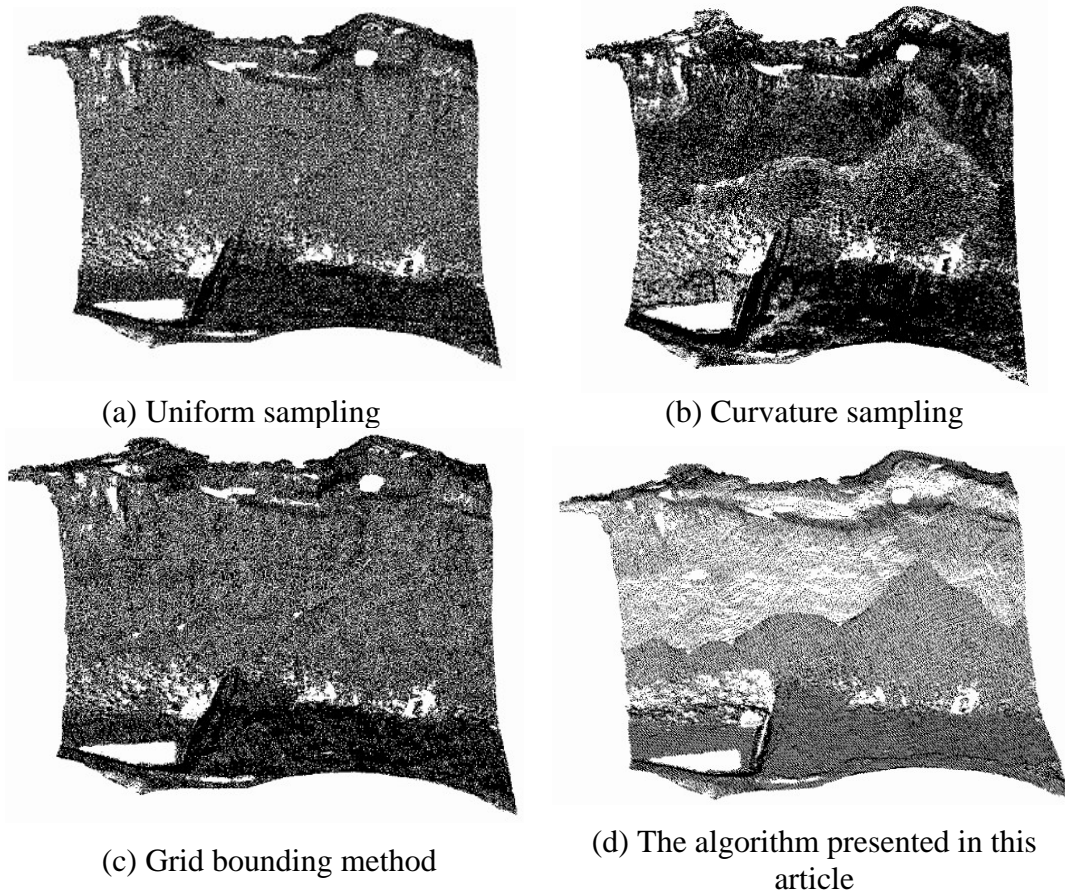 (a) Uniform sampling
(b) Curvature sampling
(c) Grid bounding method
(d) The algorithm presented in this
article